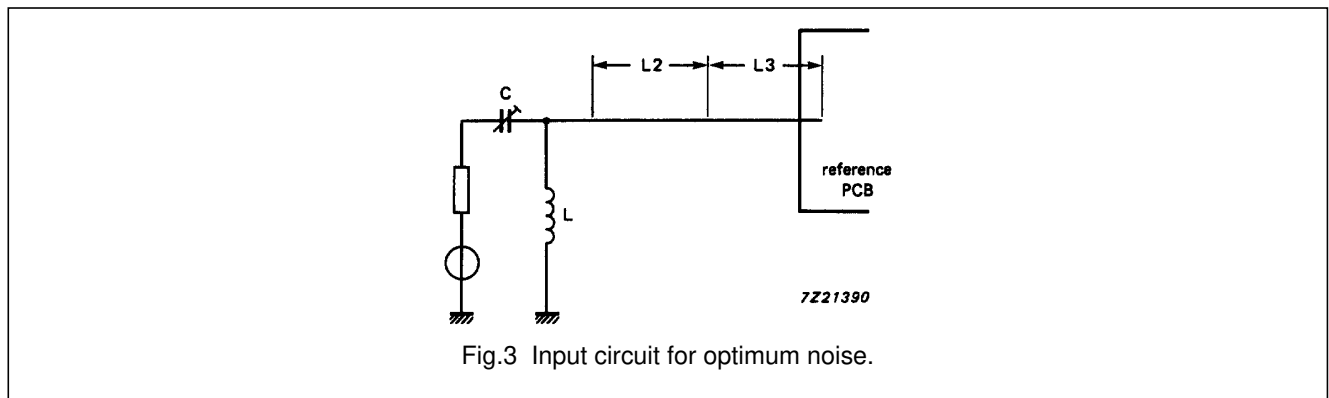 L2 L3
C
L
reference
PCB
7Z21390
Fig.3 Input circuit for optimum noise.